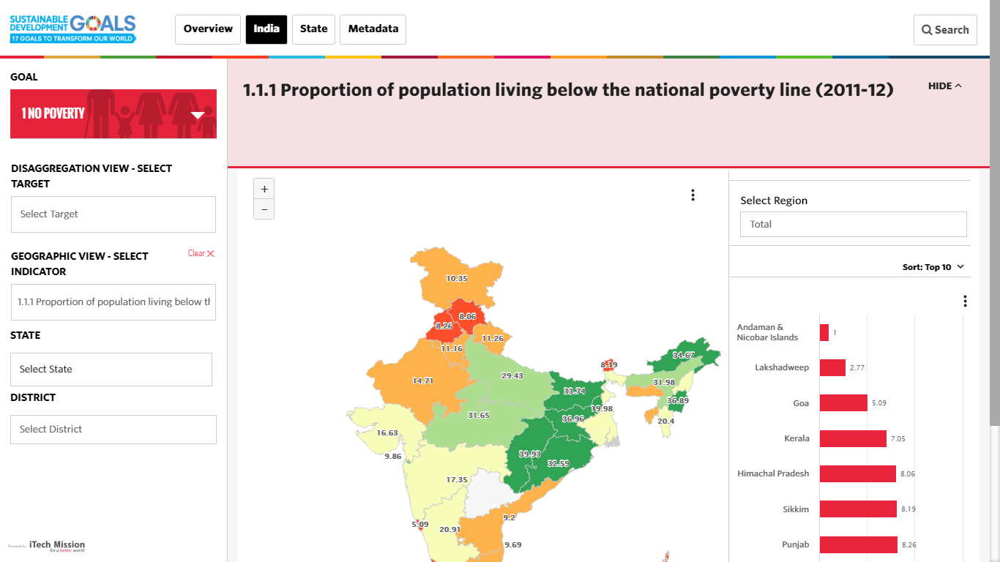 SUSTAINABLE
DEVELOPMENT GOALS
17 GOALS TO TRANSFORM OUR WORLD
Overview
India
State
Metadata
Search
GOAL
1 NO POVERTY
DISAGGREGATION VIEW - SELECT
TARGET
Select Target
GEOGRAPHIC VIEW - SELECT
INDICATOR
Clear
1.1.1 Proportion of population living below th
STATE
Select State
DISTRICT
Select District
Powered by iTech Mission
for a better world
1.1.1 Proportion of population living below the national poverty line (2011-12)
HIDE
+
−
10.35
8.06
8.26
11.26
11.16
14.71
29.43
8.19
34.67
31.98
33.74
36.89
19.98
31.65
36.96
20.4
16.63
9.86
39.93
32.59
17.35
5.09
20.91
9.2
9.69
Select Region
Total
Sort: Top 10
Andaman &
Nicobar Islands
1
Lakshadweep
2.77
Goa
5.09
Kerala
7.05
Himachal Pradesh
8.06
Sikkim
8.19
Punjab
8.26